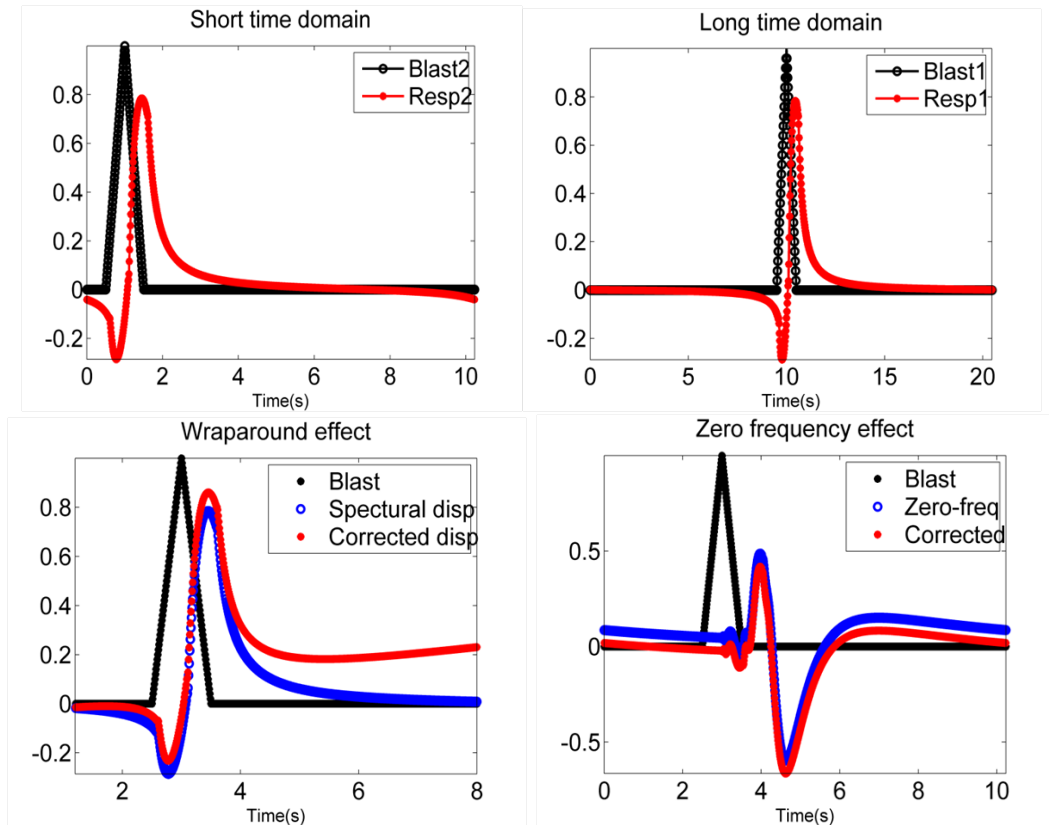 Short time domain
Blast2
Resp2
0.8
0.6
0.4
0.2
0
-0.2
0 2 4 6 8 10
Time(s)
Long time domain
Blast1
Resp1
0.8
0.6
0.4
0.2
0
-0.2
0 5 10 15 20
Time(s)
Wraparound effect
Blast
Spectural disp
Corrected disp
0.8
0.6
0.4
0.2
0
-0.2
2 4 6 8
Time(s)
Zero frequency effect
Blast
Zero-freq
Corrected
0.5
0
-0.5
0 2 4 6 8 10
Time(s)